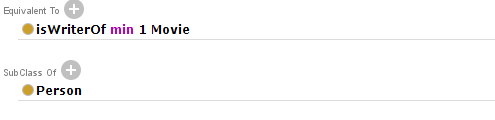 Equivalent To
isWriterOf min 1 Movie
SubClass Of
Person